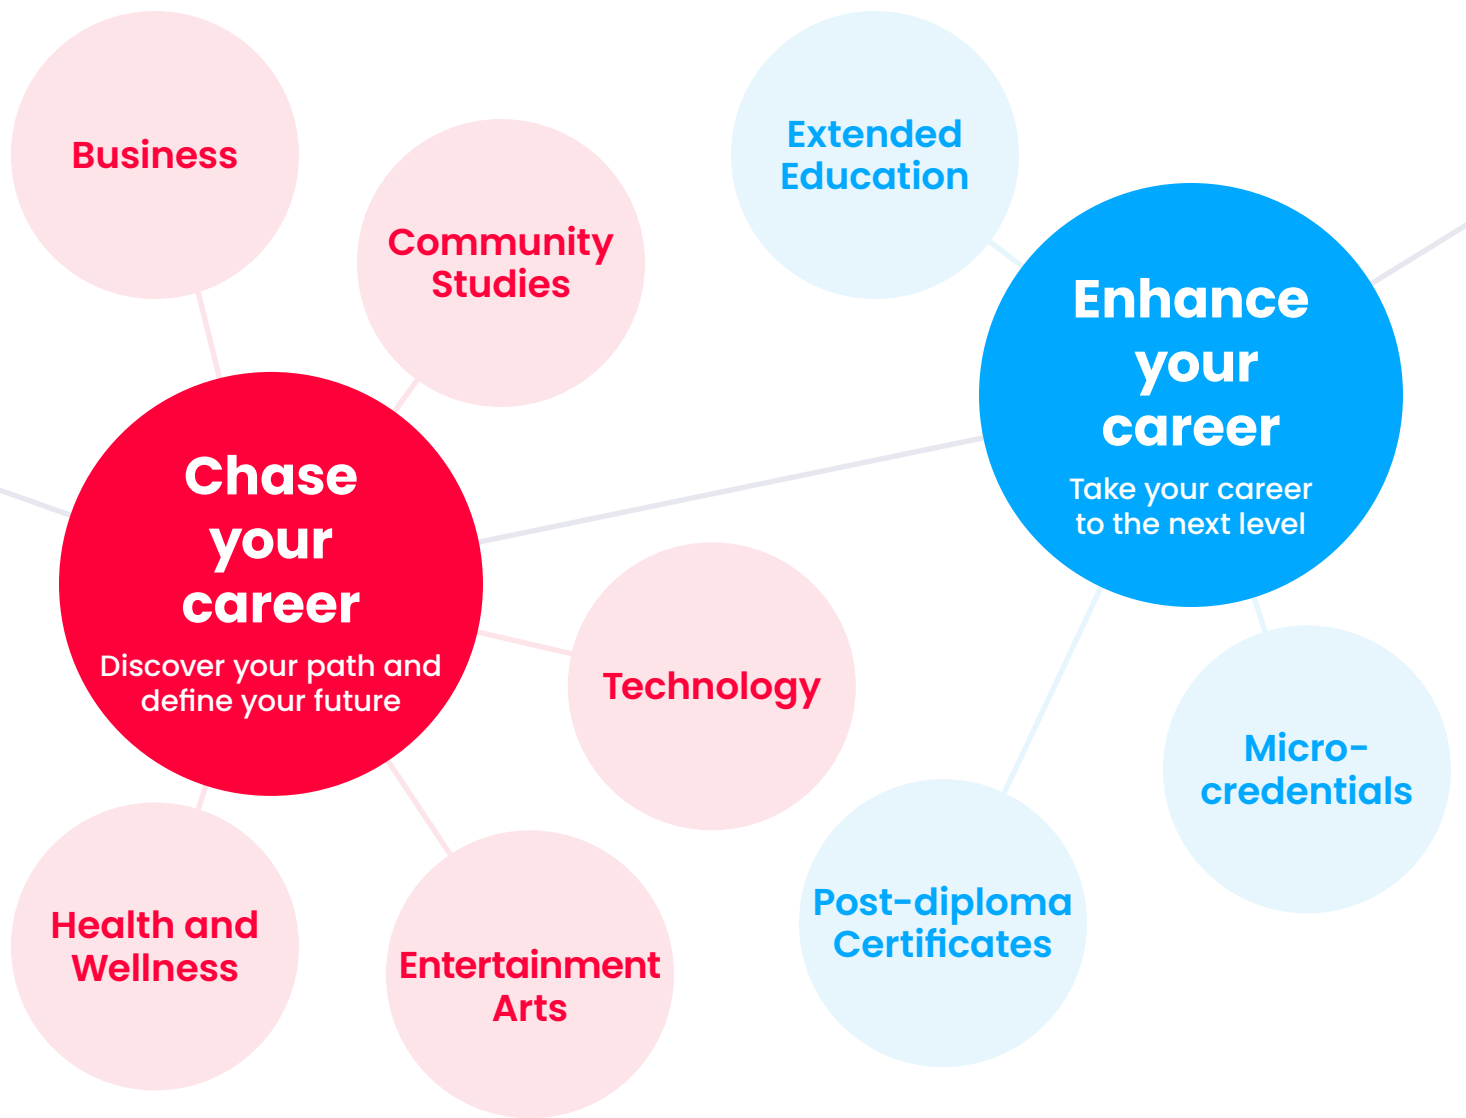 Business
Community
Studies
Chase
your
career
Discover your path and
define your future
Technology
Health and
Wellness
Entertainment
Arts
Extended
Education
Enhance
your
career
Take your career
to the next level
Micro-
credentials
Post-diploma
Certificates